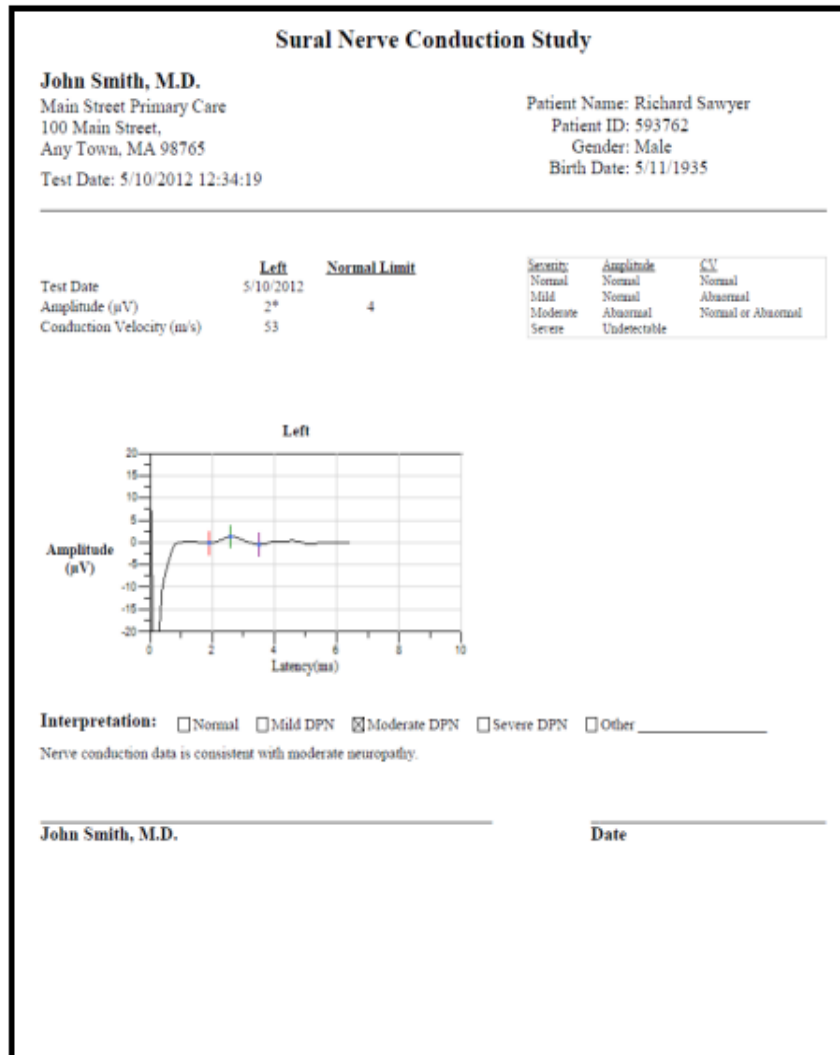 Sural Nerve Conduction Study
John Smith, M.D.
Main Street Primary Care
100 Main Street,
Any Town, MA 98765
Test Date: 5/10/2012 12:34:19
Patient Name: Richard Sawyer
Patient ID: 593762
Gender: Male
Birth Date: 5/11/1935
Left Normal Limit
Test Date 5/10/2012
Amplitude (µV) 2* 4
Conduction Velocity (m/s) 53
Severity Amplitude CV
Normal Normal Normal
Mild Normal Abnormal
Moderate Abnormal Normal or Abnormal
Severe Undetectable
Left
20
15
10
5
0
-5
-10
-15
-20
Amplitude
(µV)
0 2 4 6 8 10
Latency(ms)
Interpretation: ☐Normal ☐Mild DPN ☒Moderate DPN ☐Severe DPN ☐Other
Nerve conduction data is consistent with moderate neuropathy.
John Smith, M.D. Date